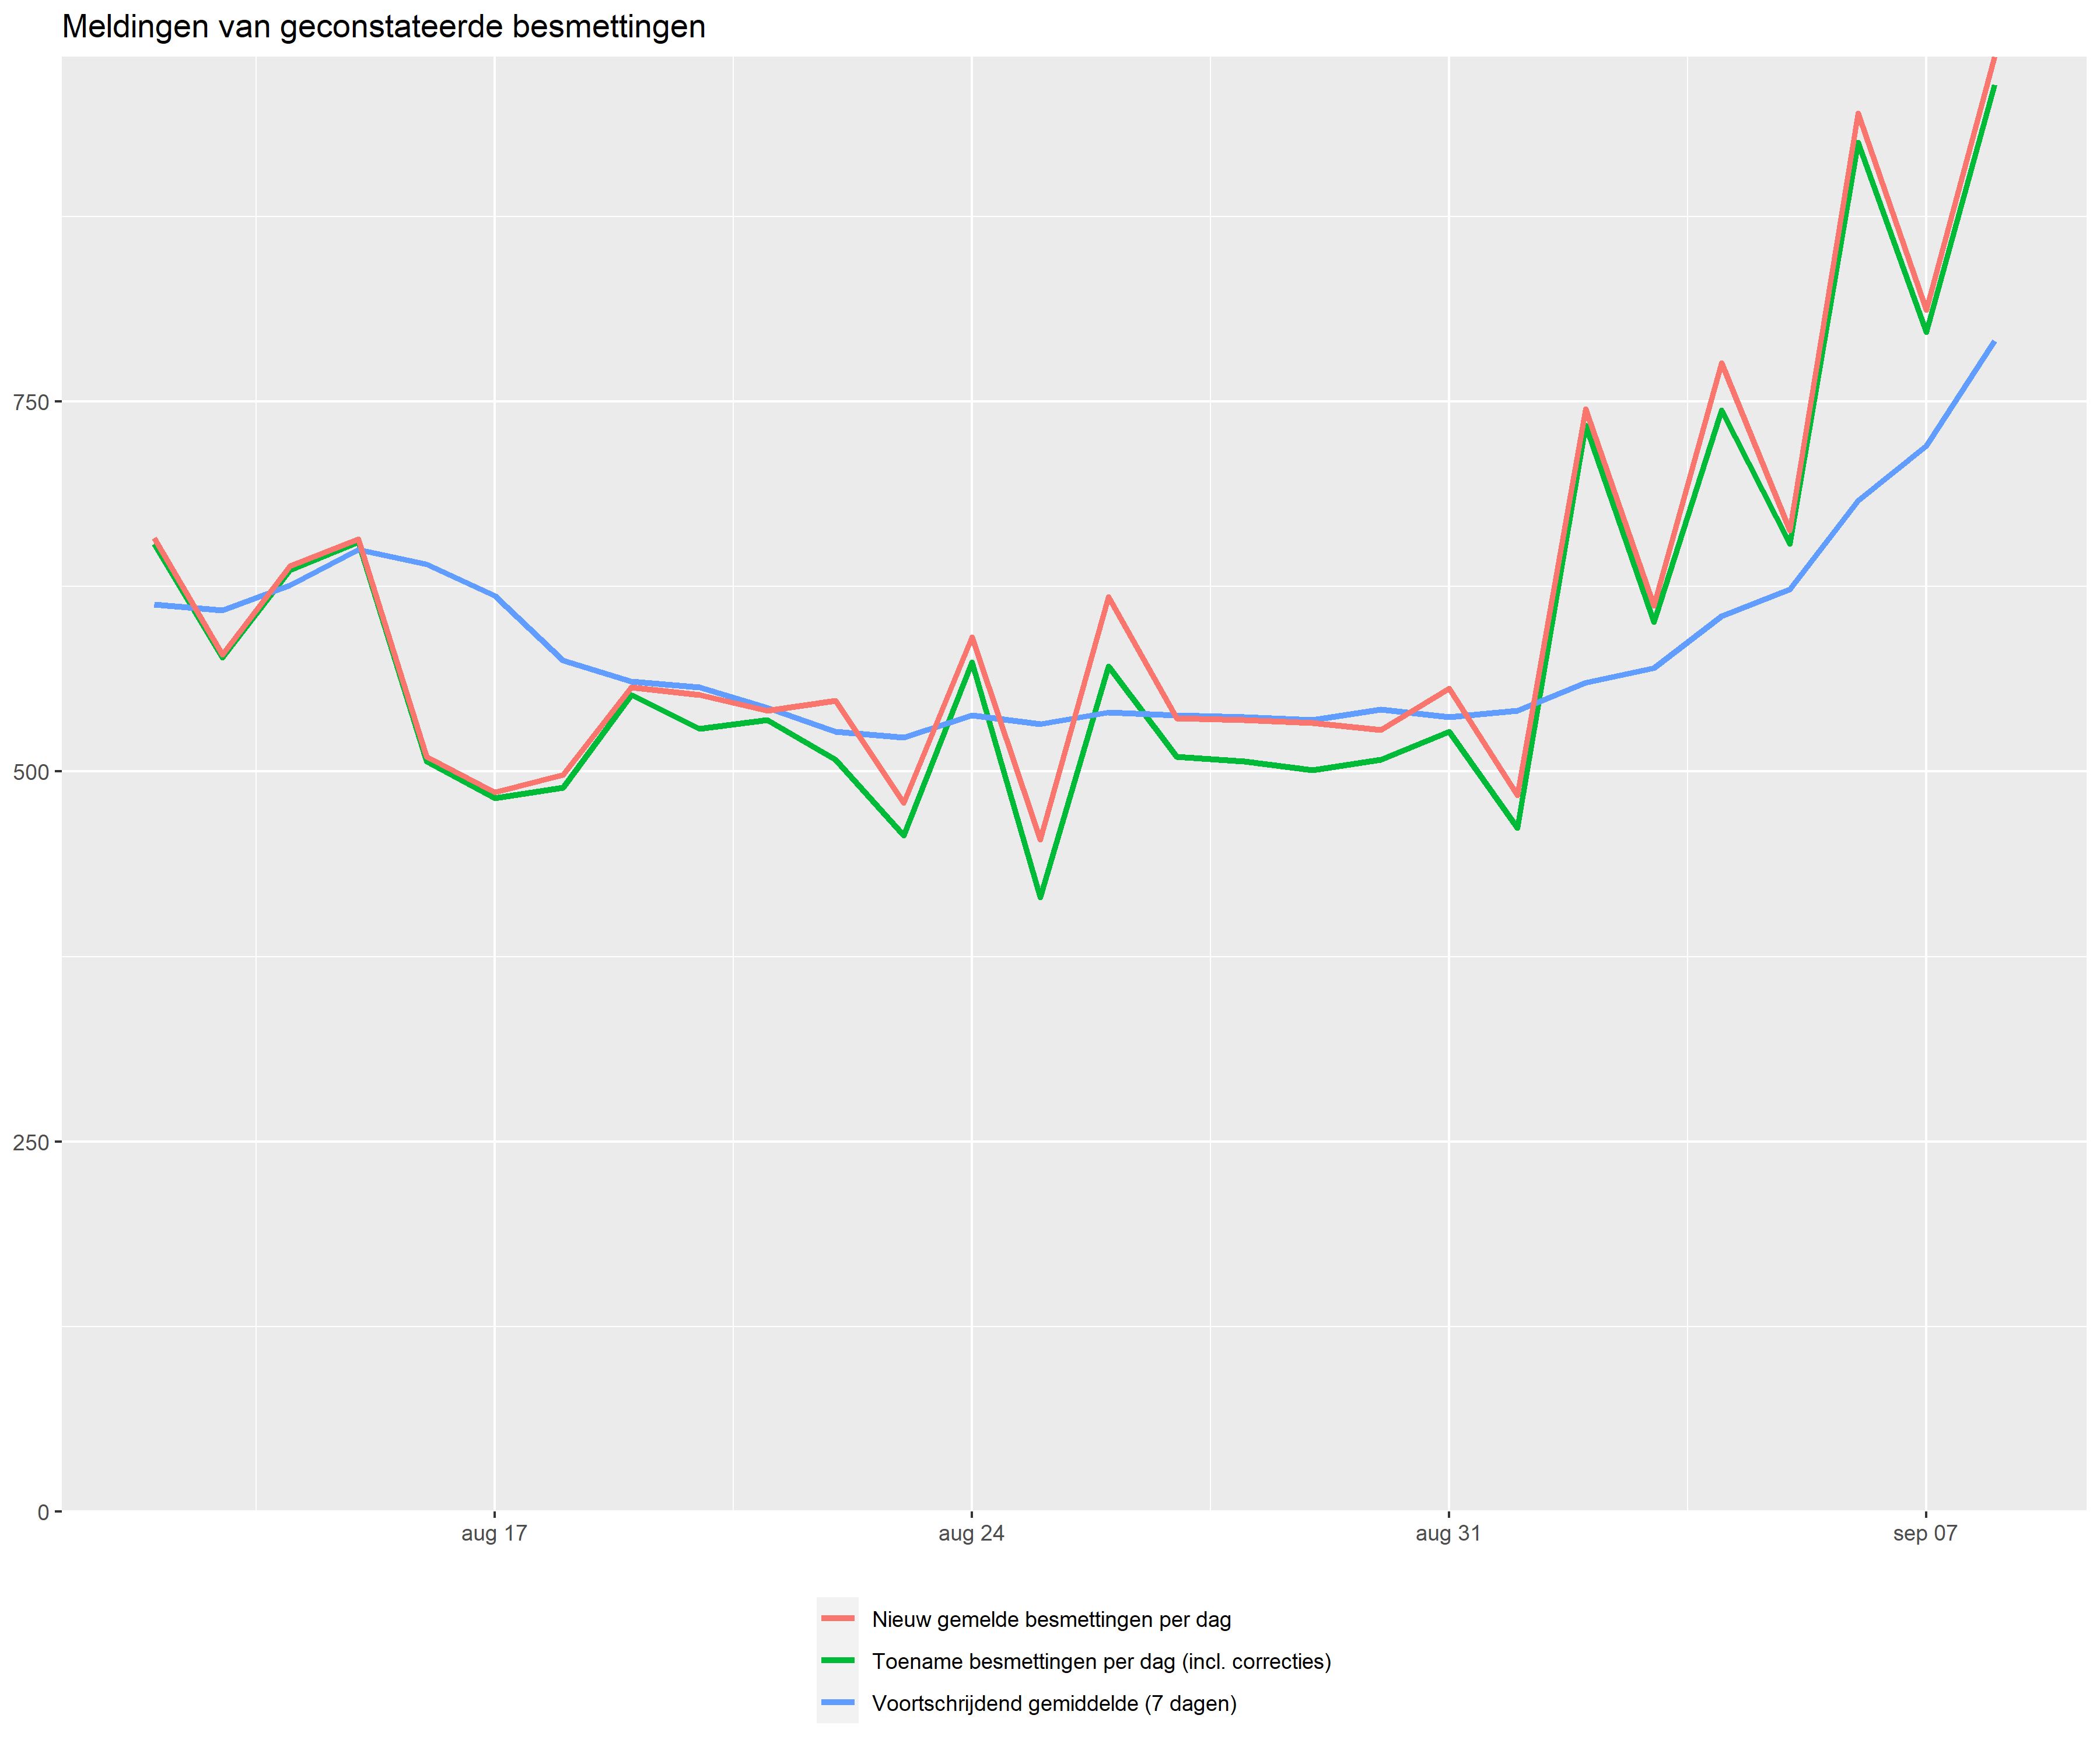 Meldingen van geconstateerde besmettingen
750
500
250
0
aug 17
aug 24
aug 31
sep 07
Nieuw gemelde besmettingen per dag
Toename besmettingen per dag (incl. correcties)
Voortschrijdend gemiddelde (7 dagen)